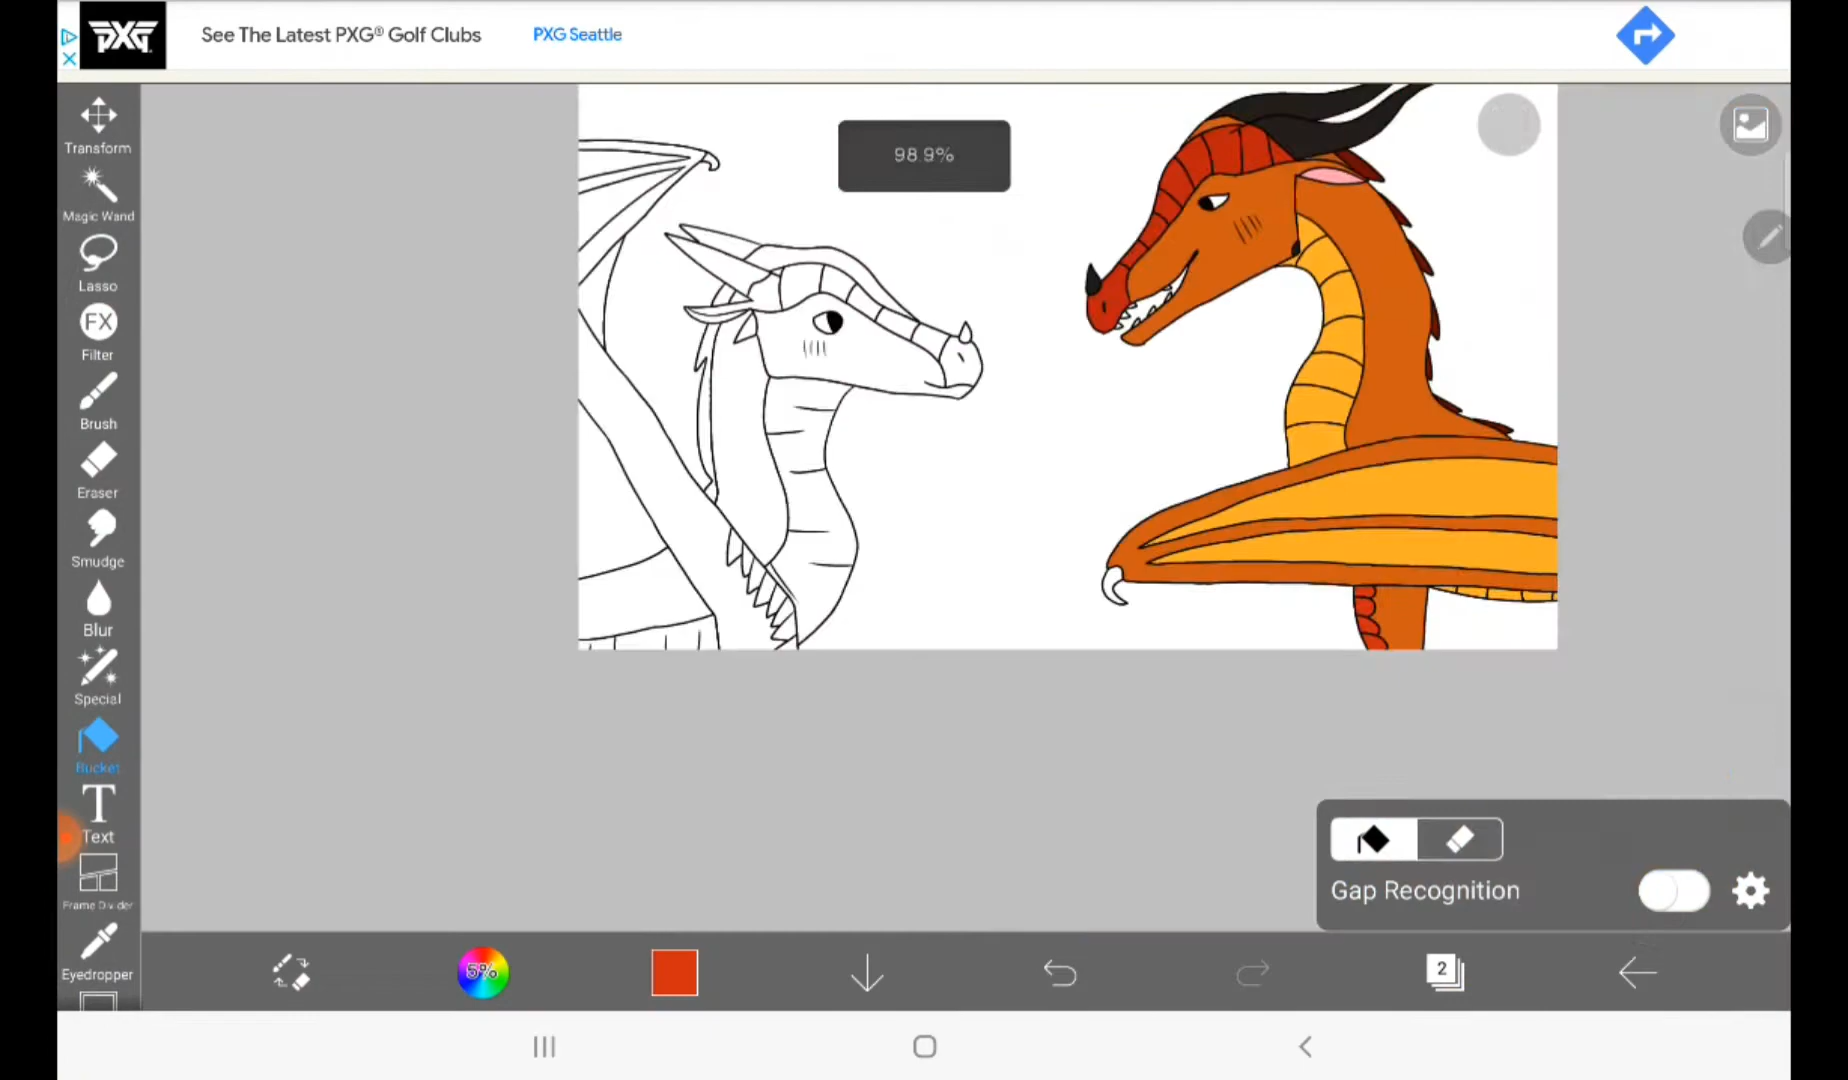 PXG
See The Latest PXG® Golf Clubs
PXG Seattle
98.9%
Transform
Magic Wand
Lasso
FX
Filter
Brush
Eraser
Smudge
Blur
Special
Bucket
T
Text
Frame Divider
Eyedropper
Gap Recognition
5%
2